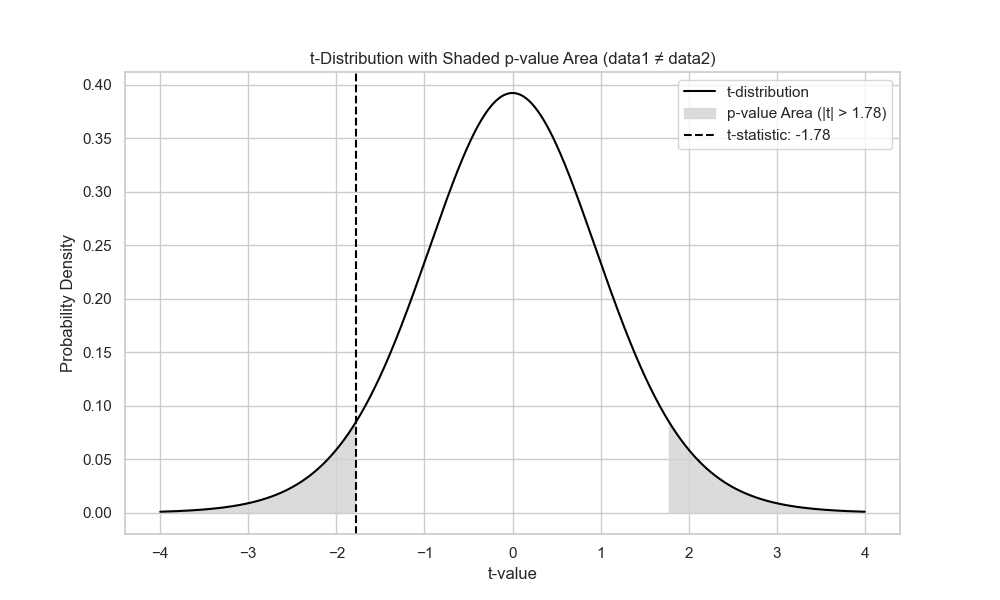 t-Distribution with Shaded p-value Area (data1 ≠ data2)
t-distribution
p-value Area (|t| > 1.78)
t-statistic: -1.78
Probability Density
0.40
0.35
0.30
0.25
0.20
0.15
0.10
0.05
0.00
−4 −3 −2 −1 0 1 2 3 4
t-value